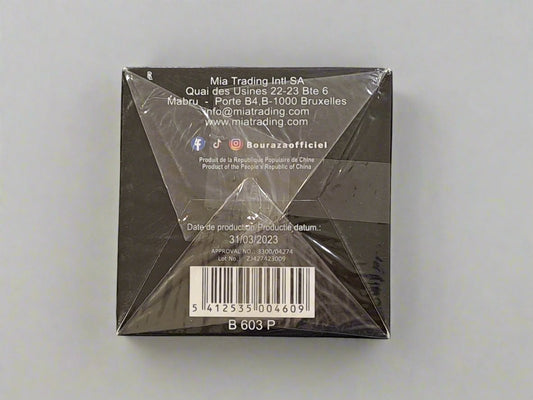 Mia Trading Intl SA
Quai des Usines 22-23 Bte 6
Mabru - Porte B4,B-1000 Bruxelles
info@miatrading.com
www.miatrading.com
Bourazaofficiel
Produit de la Republique Populaire de Chine
Product of the People's Republic of China
Date de production Productie datum.:
31/03/2023
APPROVAL NO.: 3300/04274
Lot No.: ZJ427423009
5 412535 004609
B 603 P